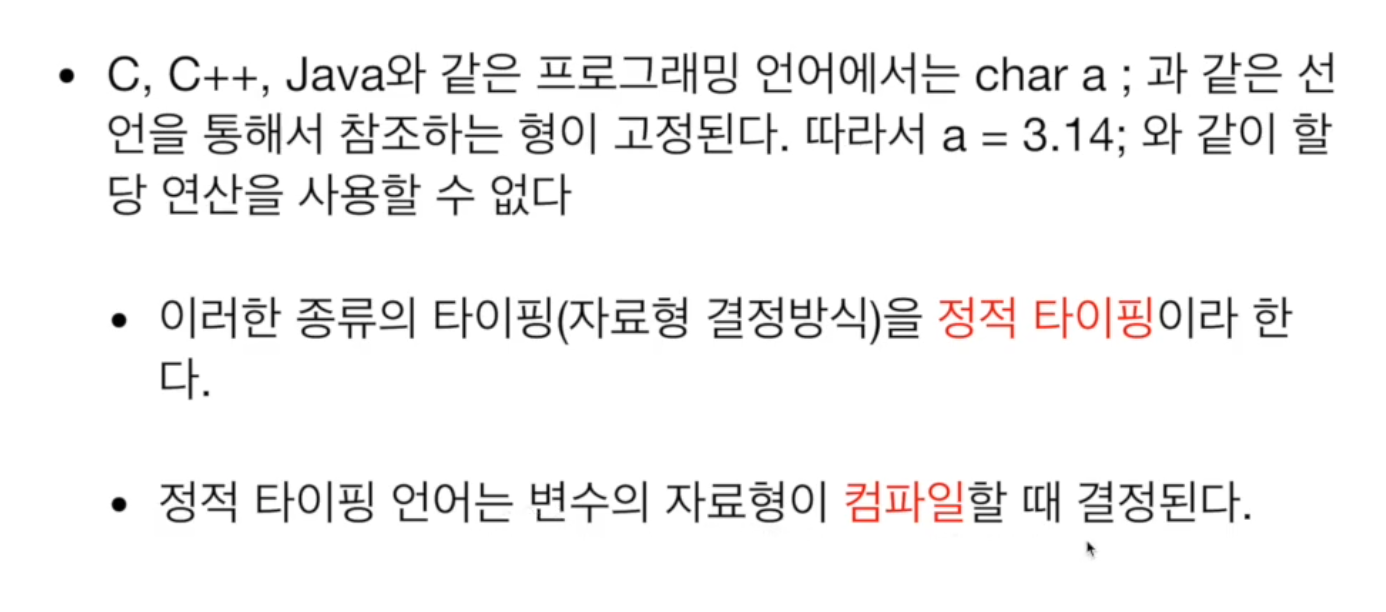 • C, C++, Java와 같은 프로그래밍 언어에서는 char a ; 과 같은 선
언을 통해서 참조하는 형이 고정된다. 따라서 a = 3.14; 와 같이 할
당 연산을 사용할 수 없다
• 이러한 종류의 타이핑(자료형 결정방식)을 정적 타이핑이라 한
다.
• 정적 타이핑 언어는 변수의 자료형이 컴파일할 때 결정된다.